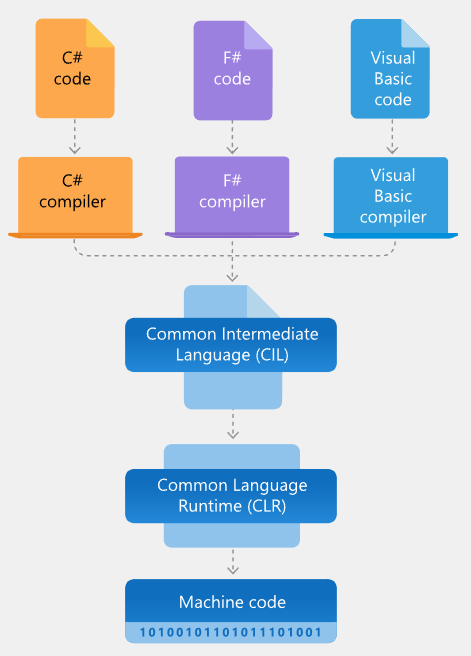 C#
code
F#
code
Visual
Basic
code
C#
compiler
F#
compiler
Visual
Basic
compiler
Common Intermediate
Language (CIL)
Common Language
Runtime (CLR)
Machine code
10100101101011101001